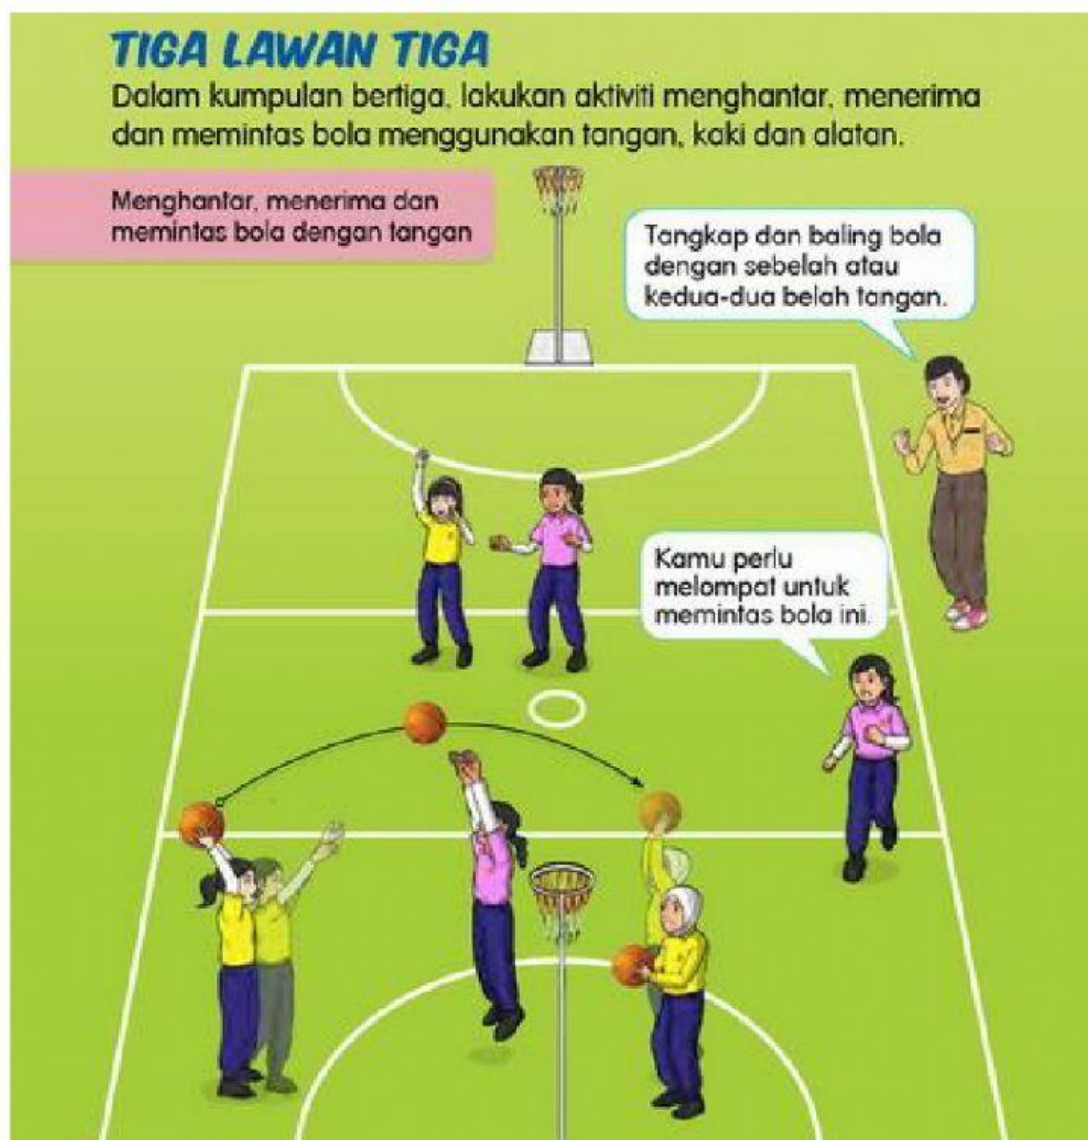 TIGA LAWAN TIGA
Dalam kumpulan bertiga, lakukan aktiviti menghantar, menerima
dan memintas bola menggunakan tangan, kaki dan alatan.
Menghantar, menerima dan
memintas bola dengan tangan
Tangkap dan baling bola
dengan sebelah atau
kedua-dua belah tangan.
Kamu perlu
melompat untuk
memintas bola ini.